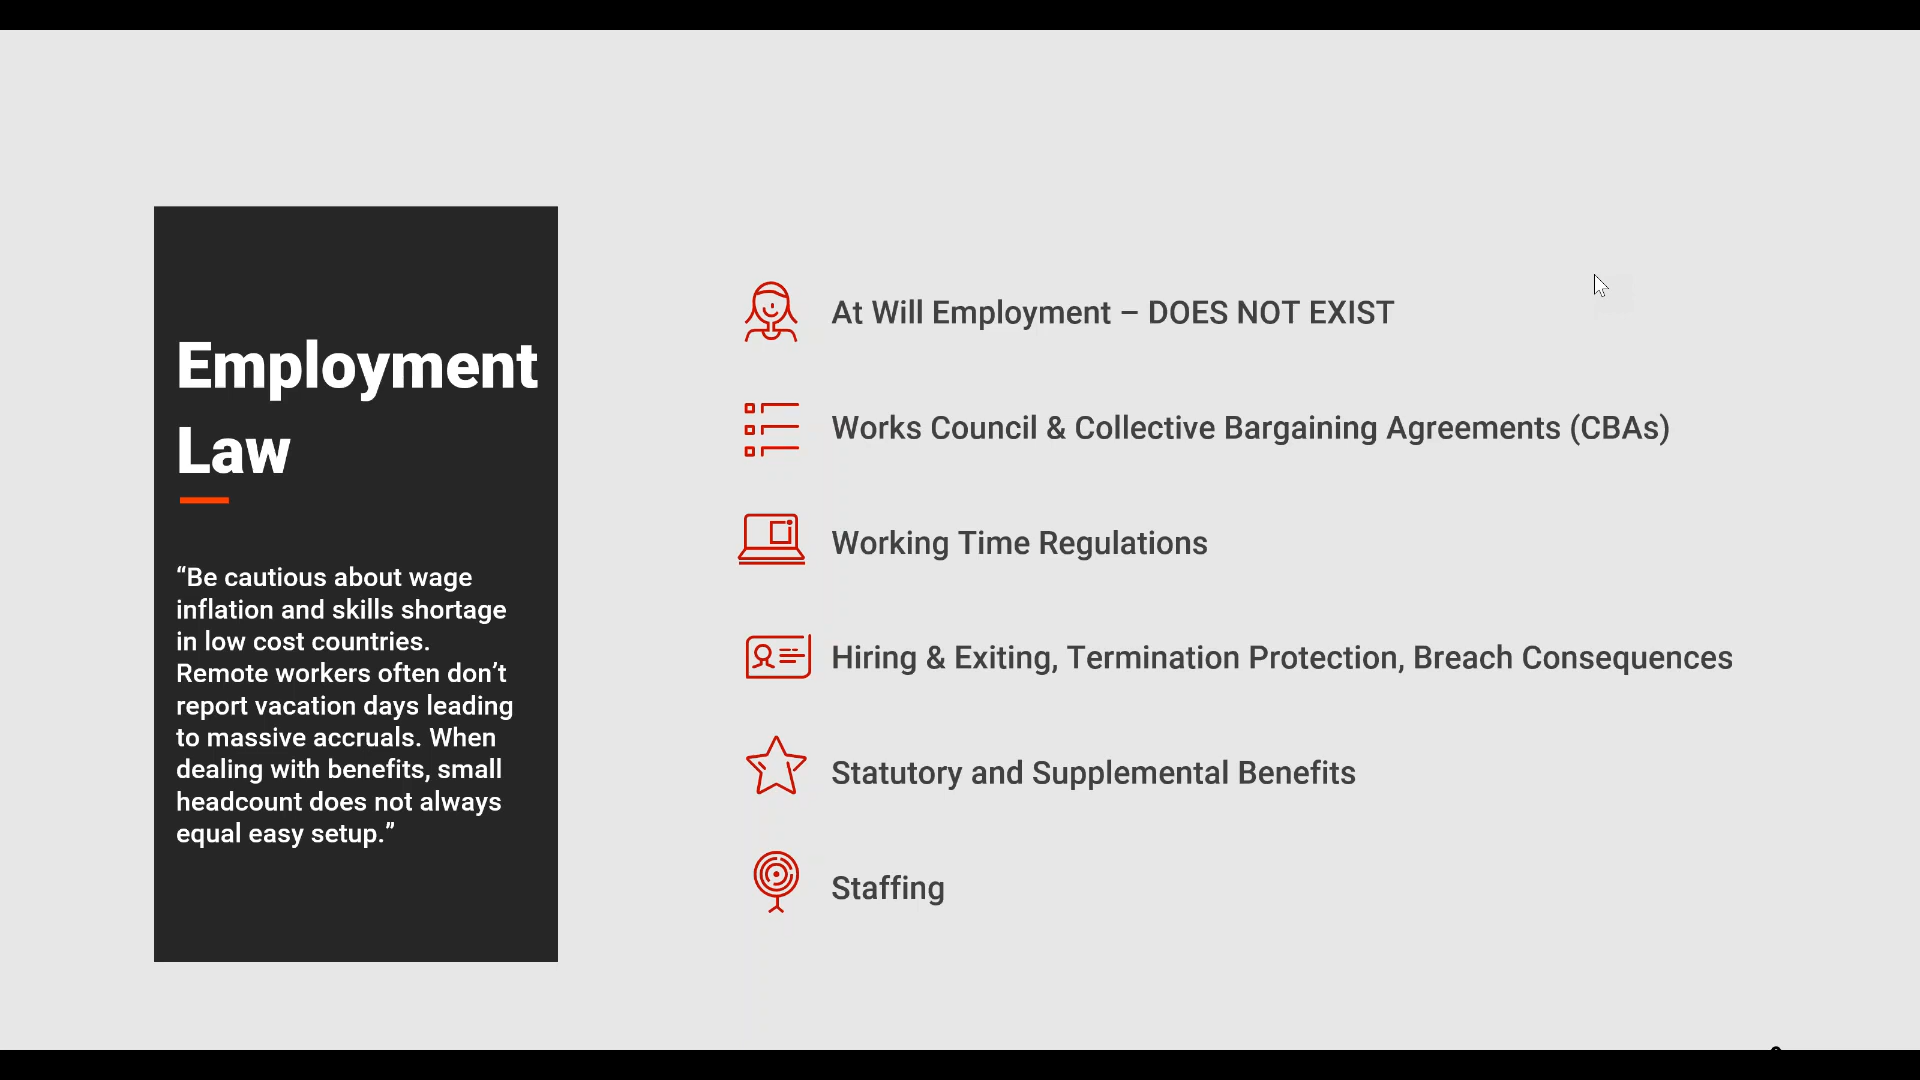 Employment
Law
“Be cautious about wage
inflation and skills shortage
in low cost countries.
Remote workers often don’t
report vacation days leading
to massive accruals. When
dealing with benefits, small
headcount does not always
equal easy setup.”
At Will Employment – DOES NOT EXIST
Works Council & Collective Bargaining Agreements (CBAs)
Working Time Regulations
Hiring & Exiting, Termination Protection, Breach Consequences
Statutory and Supplemental Benefits
Staffing